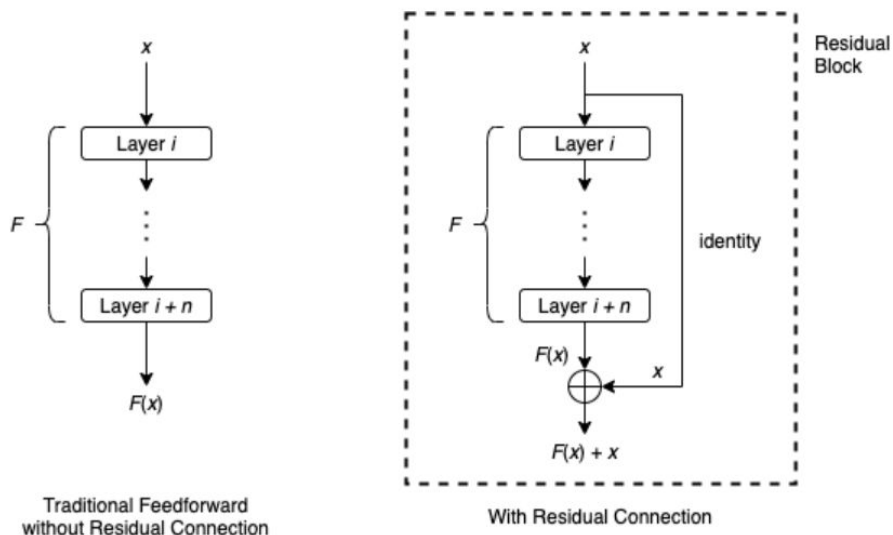 x
Layer i
F
⋮
Layer i + n
F(x)
Traditional Feedforward
without Residual Connection
Residual
Block
x
Layer i
F
⋮
identity
Layer i + n
F(x)
x
F(x) + x
With Residual Connection